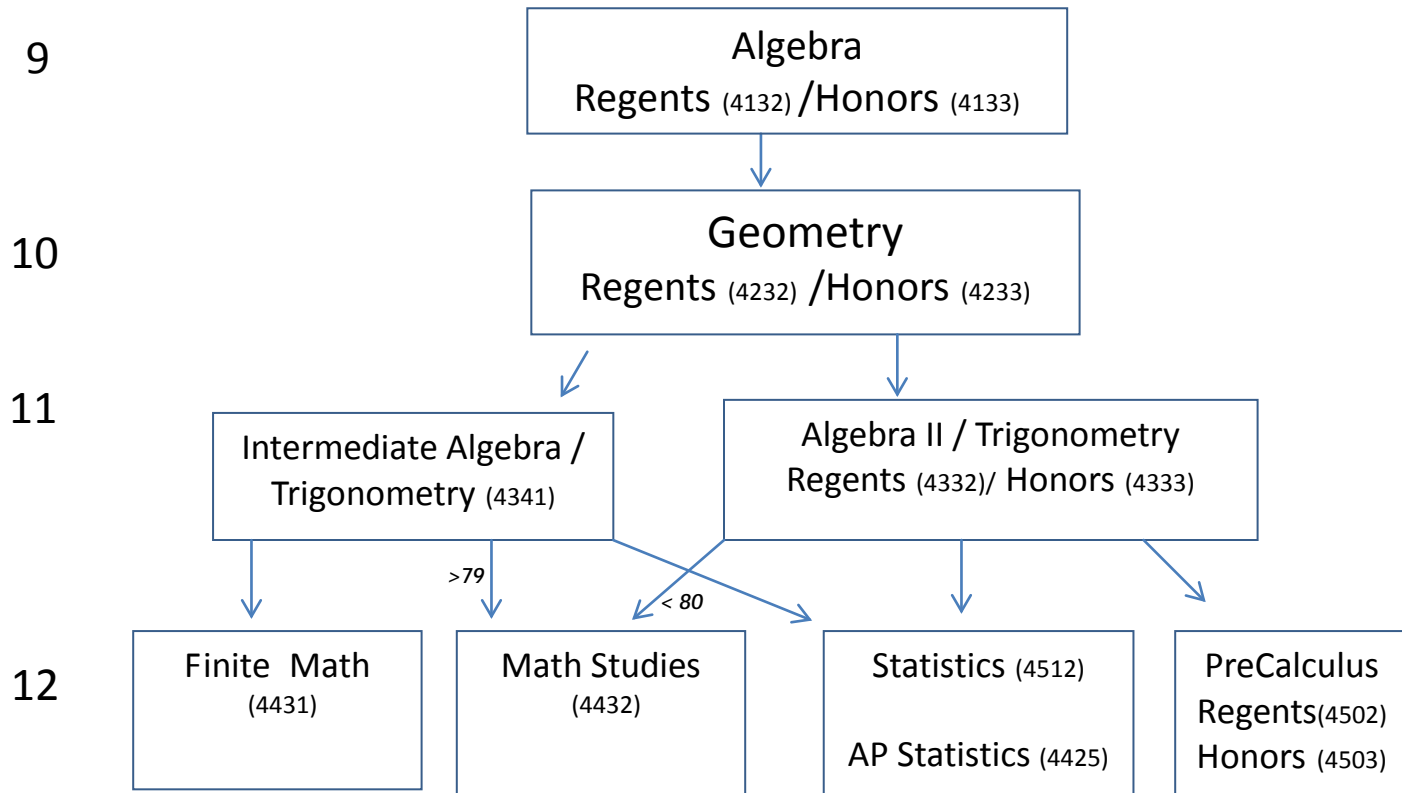 9
Algebra
Regents (4132) /Honors (4133)
10
Geometry
Regents (4232) /Honors (4233)
11
Intermediate Algebra /
Trigonometry (4341)
Algebra II / Trigonometry
Regents (4332)/ Honors (4333)
>79
< 80
12
Finite Math
(4431)
Math Studies
(4432)
Statistics (4512)
AP Statistics (4425)
PreCalculus
Regents(4502)
Honors (4503)